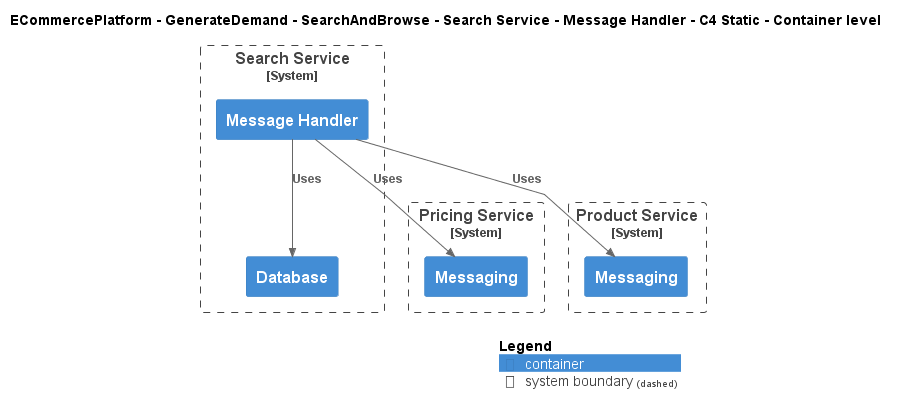 ECommercePlatform - GenerateDemand - SearchAndBrowse - Search Service - Message Handler - C4 Static - Container level
Search Service
[System]
Message Handler
Uses
Uses
Uses
Pricing Service
[System]
Product Service
[System]
Database
Messaging
Messaging
Legend
container
system boundary (dashed)